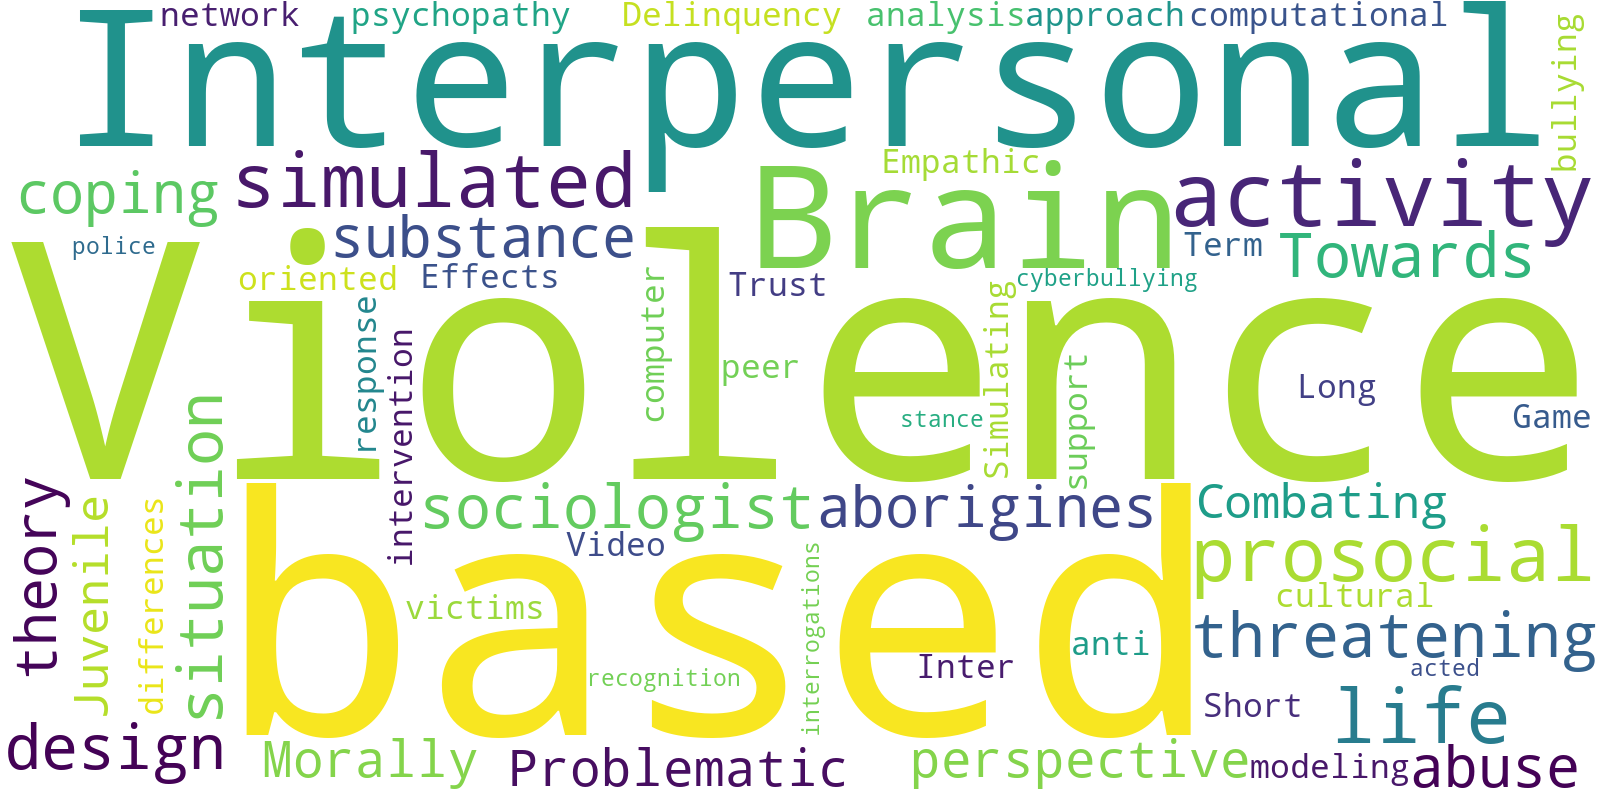 network
psychopathy
Delinquency
analysis
approach
computational
Interpersonal
bullying
coping
simulated
Empathic
Brain
activity
police
substance
Term
Towards
oriented
Effects
Trust
cyberbullying
Violence
response
intervention
computer
peer
Simulating
support
stance
Long
Game
theory
Juvenile
differences
situation
sociologist
aborigines
Combating
Video
based
interrogations
prosocial
victims
cultural
anti
threatening
recognition
Inter
acted
Short
life
design
Morally
Problematic
perspective
modeling
abuse